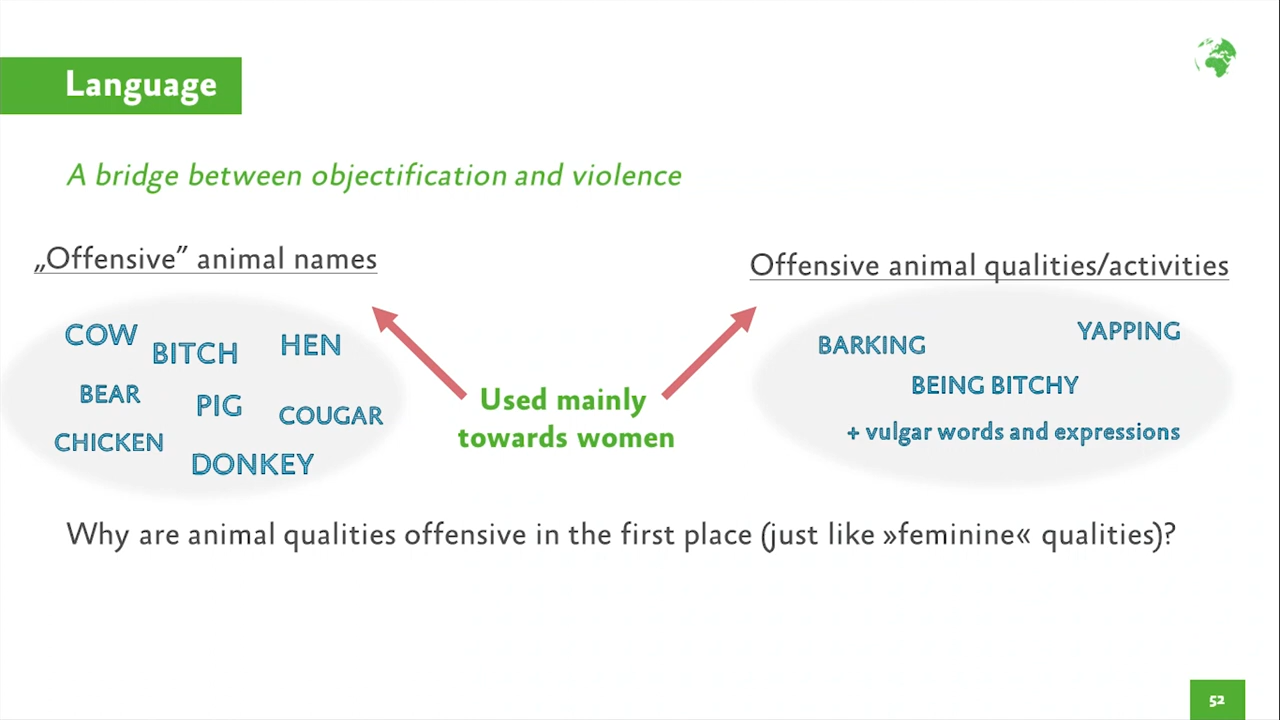 Language
A bridge between objectification and violence
„Offensive” animal names
COW
BITCH
HEN
BEAR
PIG
COUGAR
CHICKEN
DONKEY
Used mainly
towards women
Offensive animal qualities/activities
BARKING
YAPPING
BEING BITCHY
+ vulgar words and expressions
Why are animal qualities offensive in the first place (just like »feminine« qualities)?
52